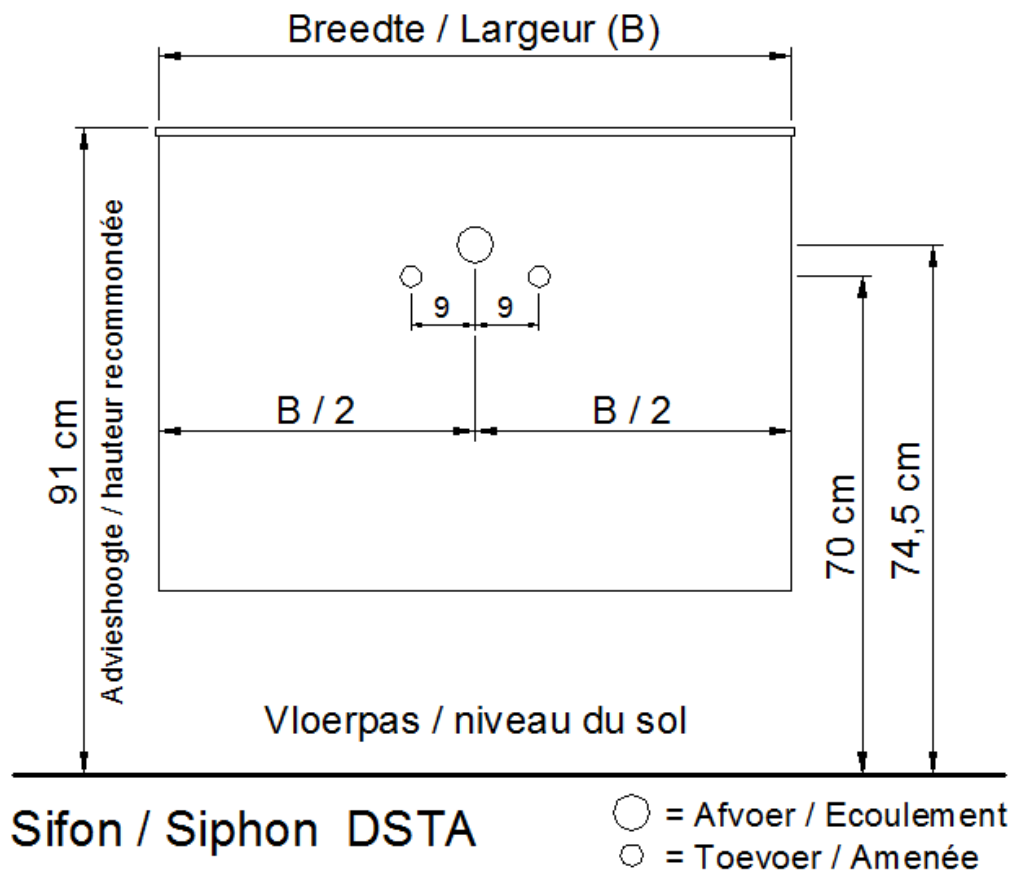 Breedte / Largeur (B)
91 cm
Advieshoogte / hauteur recommondée
9
9
B / 2
B / 2
70 cm
74,5 cm
Vloerpas / niveau du sol
Sifon / Siphon DSTA
= Afvoer / Ecoulement
= Toevoer / Amenée